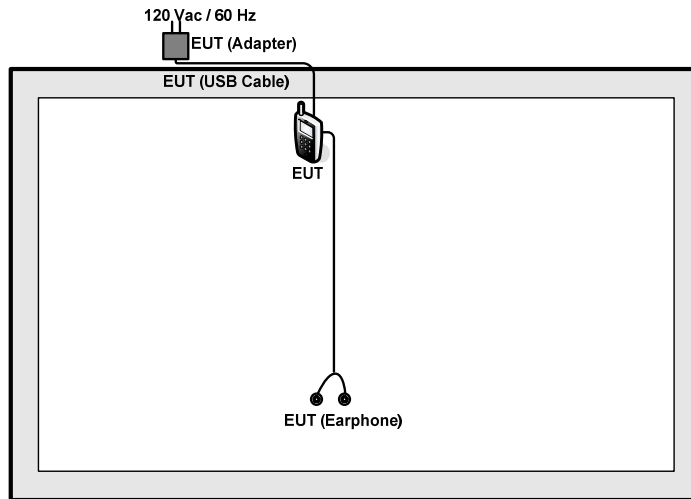 120 Vac / 60 Hz
EUT (Adapter)
EUT (USB Cable)
EUT
EUT (Earphone)